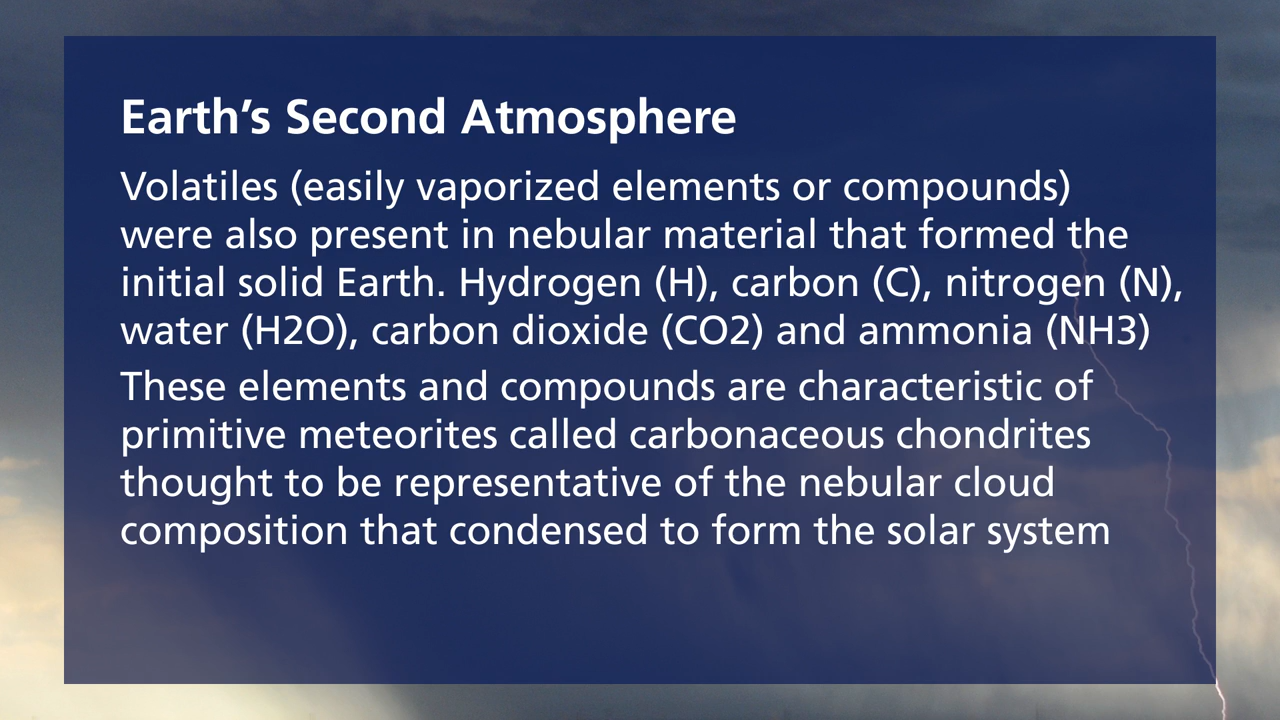 Earth’s Second Atmosphere
Volatiles (easily vaporized elements or compounds)
were also present in nebular material that formed the
initial solid Earth. Hydrogen (H), carbon (C), nitrogen (N),
water (H2O), carbon dioxide (CO2) and ammonia (NH3)
These elements and compounds are characteristic of
primitive meteorites called carbonaceous chondrites
thought to be representative of the nebular cloud
composition that condensed to form the solar system